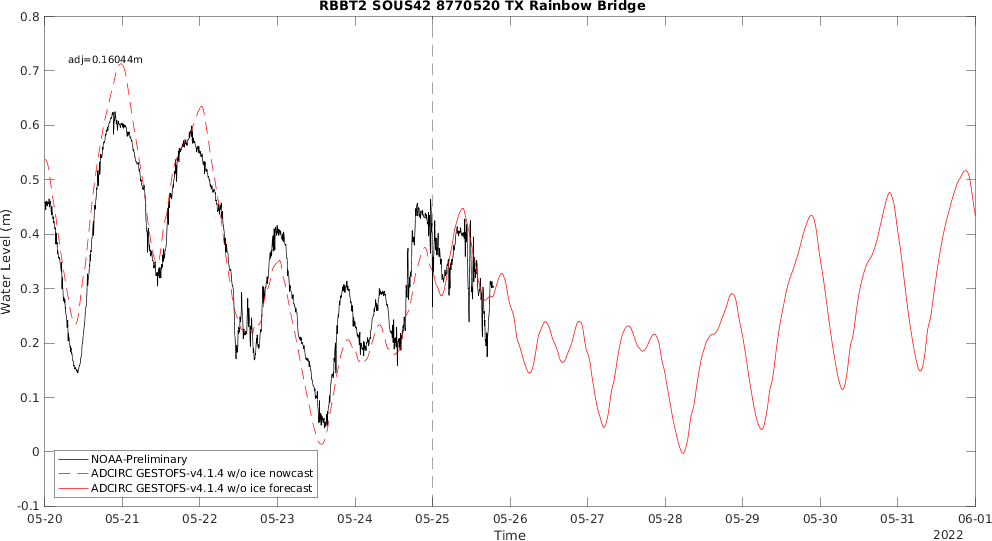 RBBT2 SOUS42 8770520 TX Rainbow Bridge
adj=0.16044m
0.8
0.7
0.6
0.5
0.4
0.3
0.2
0.1
0
-0.1
Water Level (m)
NOAA-Preliminary
ADCIRC GESTOFS-v4.1.4 w/o ice nowcast
ADCIRC GESTOFS-v4.1.4 w/o ice forecast
05-20 05-21 05-22 05-23 05-24 05-25 05-26 05-27 05-28 05-29 05-30 05-31 06-01
Time
2022